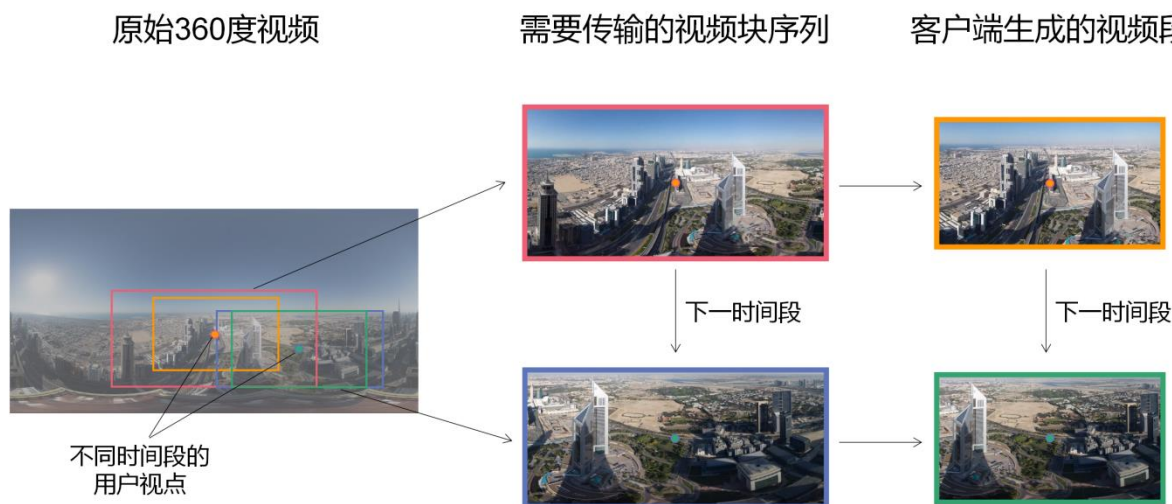 原始360度视频
需要传输的视频块序列
客户端生成的视频段
下一时间段
下一时间段
不同时间段的
用户视点